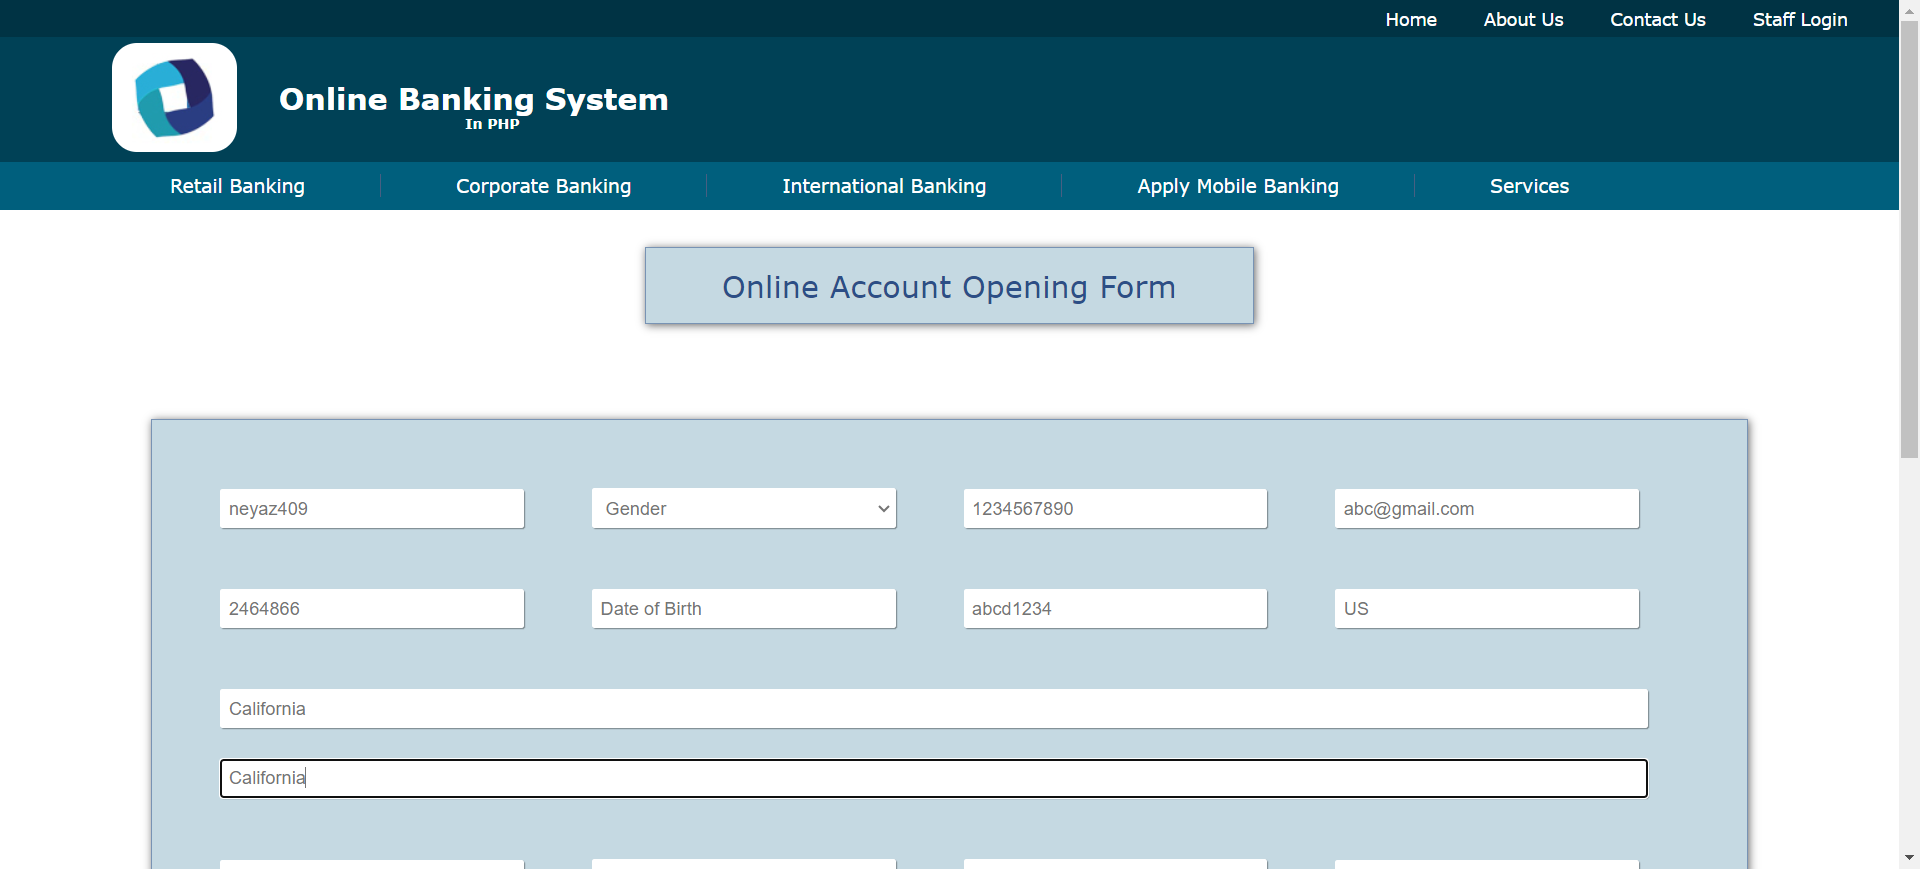 Home About Us Contact Us Staff Login
Online Banking System
In PHP
Retail Banking Corporate Banking International Banking Apply Mobile Banking Services
Online Account Opening Form
neyaz409 Gender 1234567890 abc@gmail.com
2464866 Date of Birth abcd1234 US
California
California